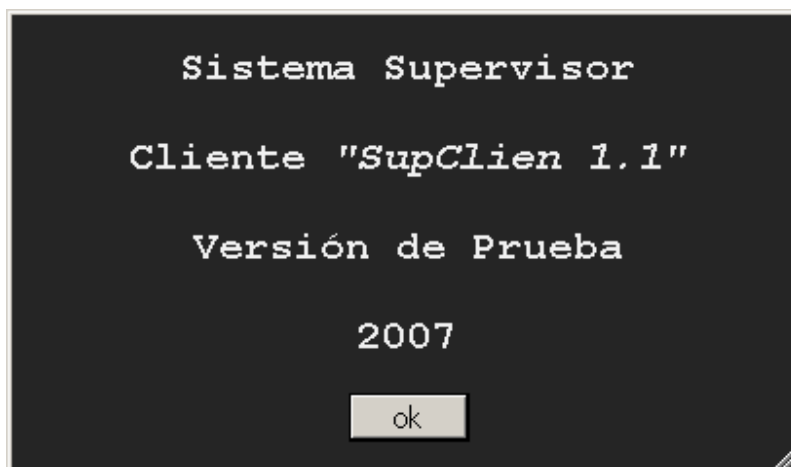 Sistema Supervisor
Cliente "SupClien 1.1"
Versión de Prueba
2007
ok